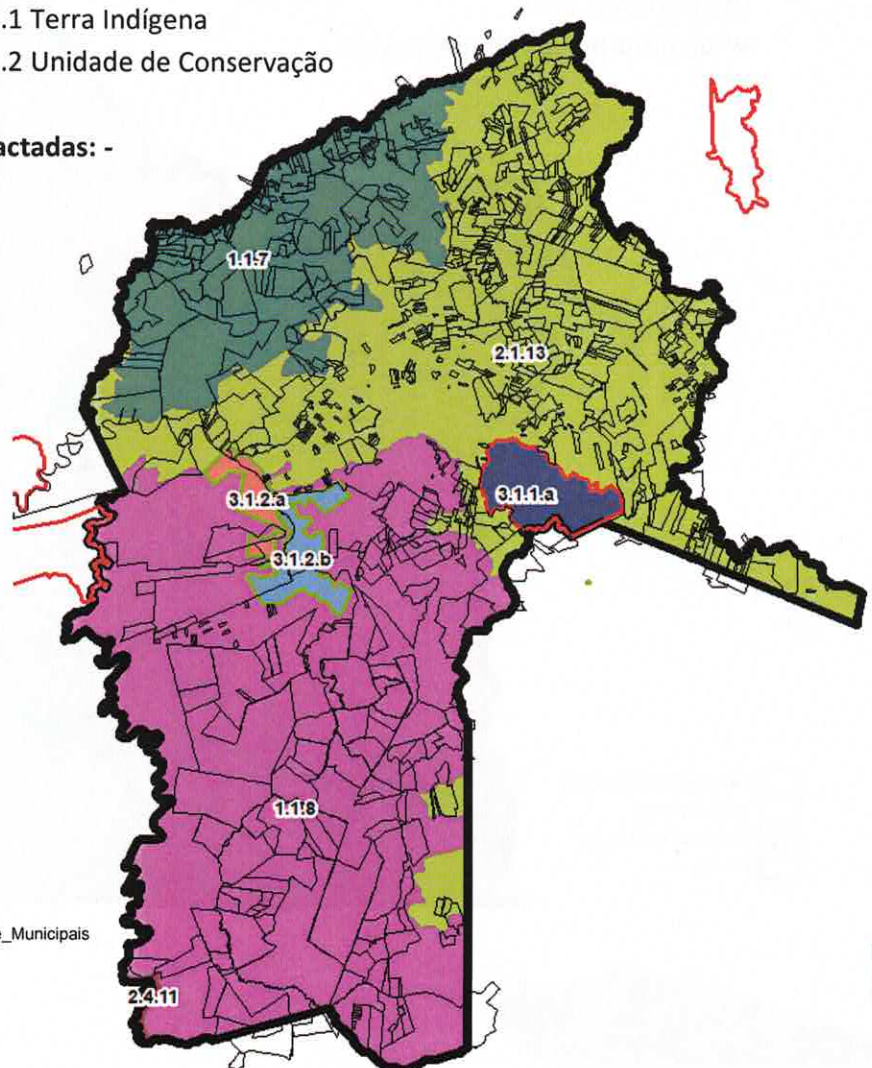 .1 Terra Indígena
.2 Unidade de Conservação
actadas: -
1.1.7
2.1.13
3.1.2.a
3.1.1.a
3.1.2.b
1.1.8
e_Municipais
2.4.11